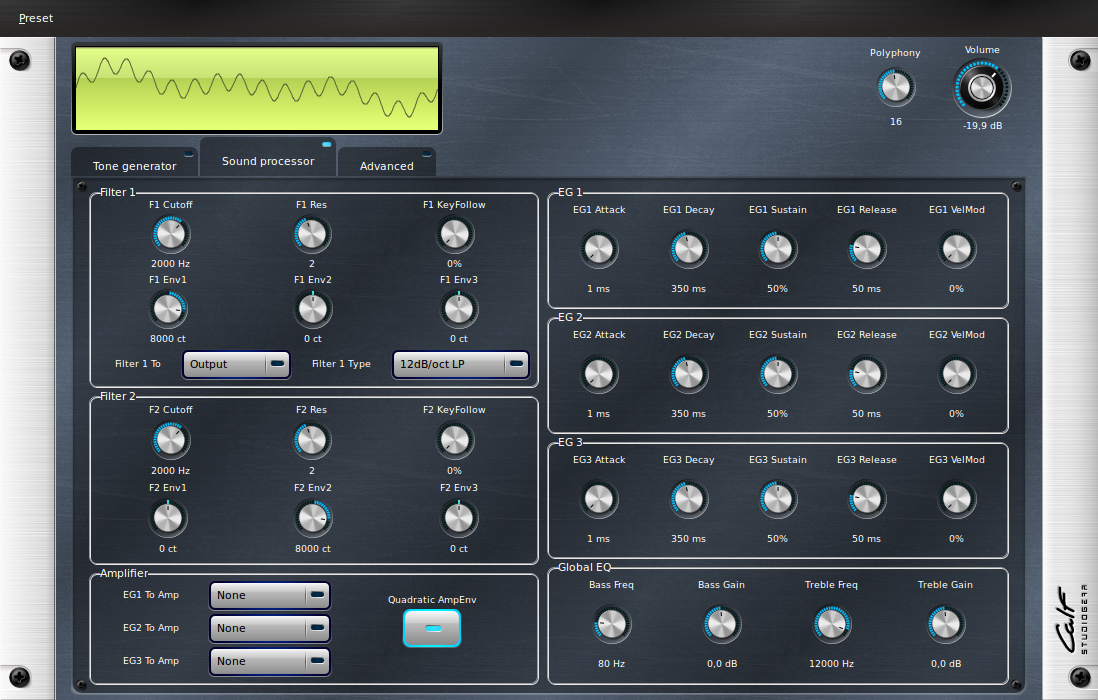 Preset
Polyphony
Volume
16
-19,9 dB
Tone generator
Sound processor
Advanced
Filter 1
F1 Cutoff
F1 Res
F1 KeyFollow
2000 Hz
2
0%
F1 Env1
F1 Env2
F1 Env3
8000 ct
0 ct
0 ct
Filter 1 To
Output
Filter 1 Type
12dB/oct LP
Filter 2
F2 Cutoff
F2 Res
F2 KeyFollow
2000 Hz
2
0%
F2 Env1
F2 Env2
F2 Env3
0 ct
8000 ct
0 ct
Amplifier
EG1 To Amp
None
EG2 To Amp
None
EG3 To Amp
None
Quadratic AmpEnv
EG 1
EG1 Attack
EG1 Decay
EG1 Sustain
EG1 Release
EG1 VelMod
1 ms
350 ms
50%
50 ms
0%
EG 2
EG2 Attack
EG2 Decay
EG2 Sustain
EG2 Release
EG2 VelMod
1 ms
350 ms
50%
50 ms
0%
EG 3
EG3 Attack
EG3 Decay
EG3 Sustain
EG3 Release
EG3 VelMod
1 ms
350 ms
50%
50 ms
0%
Global EQ
Bass Freq
Bass Gain
Treble Freq
Treble Gain
80 Hz
0,0 dB
12000 Hz
0,0 dB
Calf
STUDIOGEAR